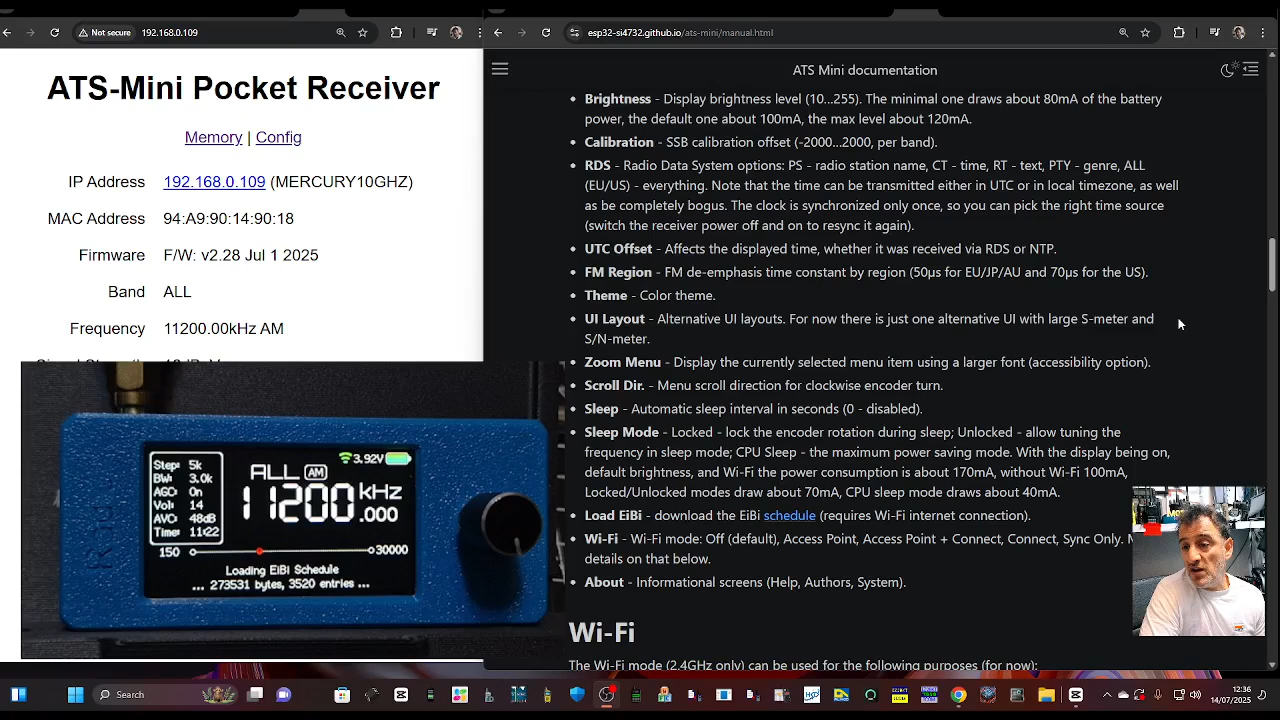 Not secure
192.168.0.109
esp32-si4732.github.io/ats-mini/manual.html
ATS-Mini Pocket Receiver
Memory | Config
IP Address 192.168.0.109 (MERCURY10GHZ)
MAC Address 94:A9:90:14:90:18
Firmware F/W: v2.28 Jul 1 2025
Band ALL
Frequency 11200.00kHz AM
ATS Mini documentation
Brightness - Display brightness level (10...255). The minimal one draws about 80mA of the battery
power, the default one about 100mA, the max level about 120mA.
Calibration - SSB calibration offset (-2000...2000, per band).
RDS - Radio Data System options: PS - radio station name, CT - time, RT - text, PTY - genre, ALL
(EU/US) - everything. Note that the time can be transmitted either in UTC or in local timezone, as well
as be completely bogus. The clock is synchronized only once, so you can pick the right time source
(switch the receiver power off and on to resync it again).
UTC Offset - Affects the displayed time, whether it was received via RDS or NTP.
FM Region - FM de-emphasis time constant by region (50µs for EU/JP/AU and 70µs for the US).
Theme - Color theme.
UI Layout - Alternative UI layouts. For now there is just one alternative UI with large S-meter and
S/N-meter.
Zoom Menu - Display the currently selected menu item using a larger font (accessibility option).
Scroll Dir. - Menu scroll direction for clockwise encoder turn.
Sleep - Automatic sleep interval in seconds (0 - disabled).
Sleep Mode - Locked - lock the encoder rotation during sleep; Unlocked - allow tuning the
frequency in sleep mode; CPU Sleep - the maximum power saving mode. With the display being on,
default brightness, and Wi-Fi the power consumption is about 170mA, without Wi-Fi 100mA,
Locked/Unlocked modes draw about 70mA, CPU sleep mode draws about 40mA.
Load EiBi - download the EiBi schedule (requires Wi-Fi internet connection).
Wi-Fi - Wi-Fi mode: Off (default), Access Point, Access Point + Connect, Connect, Sync Only.
details on that below.
About - Informational screens (Help, Authors, System).
Wi-Fi
The Wi-Fi mode (2.4GHz only) can be used for the following purposes (for now):
3.92V
Step: 5k
BW: 3.0k
AGC: On
Vol: 14
AVC: 48dB
Time: 11:22
ALL AM
11200.000 kHz
150 30000
Loading EiBi Schedule
... 273531 bytes, 3520 entries ...
Search
12:36
14/07/2025